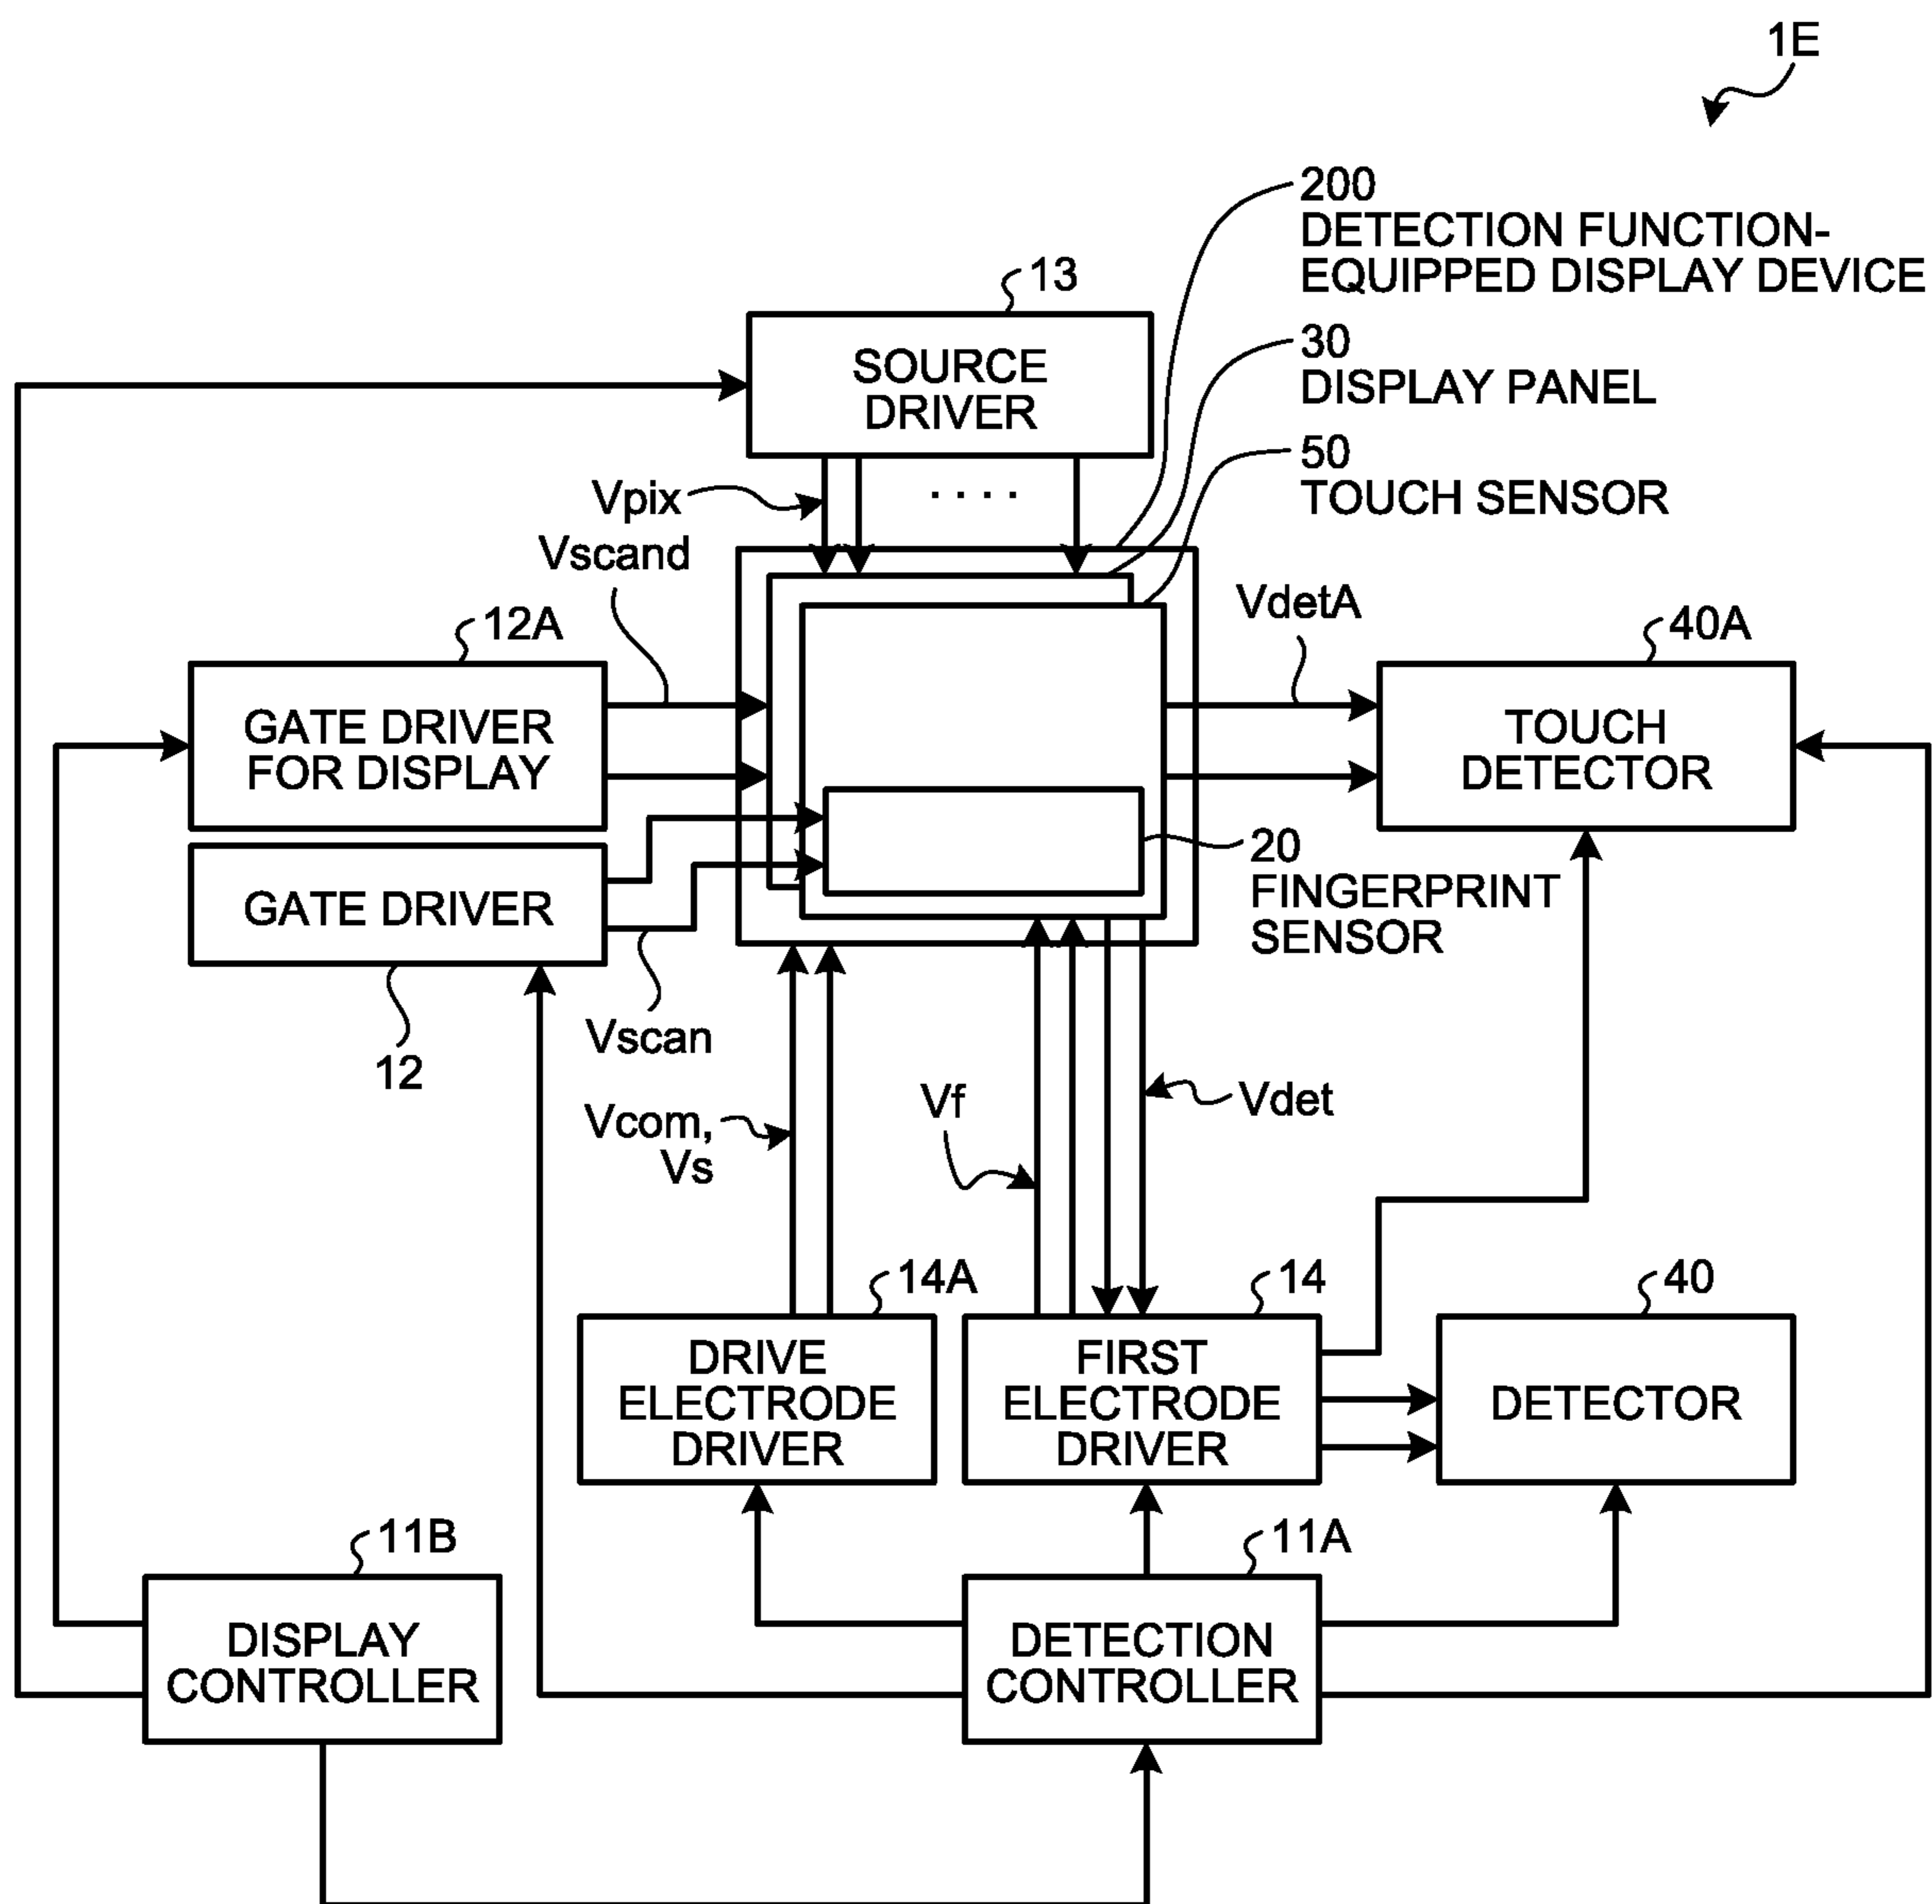 1E
200
DETECTION FUNCTION-
EQUIPPED DISPLAY DEVICE
13
30
DISPLAY PANEL
SOURCE
DRIVER
50
TOUCH SENSOR
Vpix
. . . .
Vscand
VdetA
12A
40A
GATE DRIVER
FOR DISPLAY
TOUCH
DETECTOR
20
FINGERPRINT
SENSOR
GATE DRIVER
Vscan
12
Vf
Vdet
Vcom,
Vs
14A
14
40
DRIVE
ELECTRODE
DRIVER
FIRST
ELECTRODE
DRIVER
DETECTOR
11B
11A
DISPLAY
CONTROLLER
DETECTION
CONTROLLER